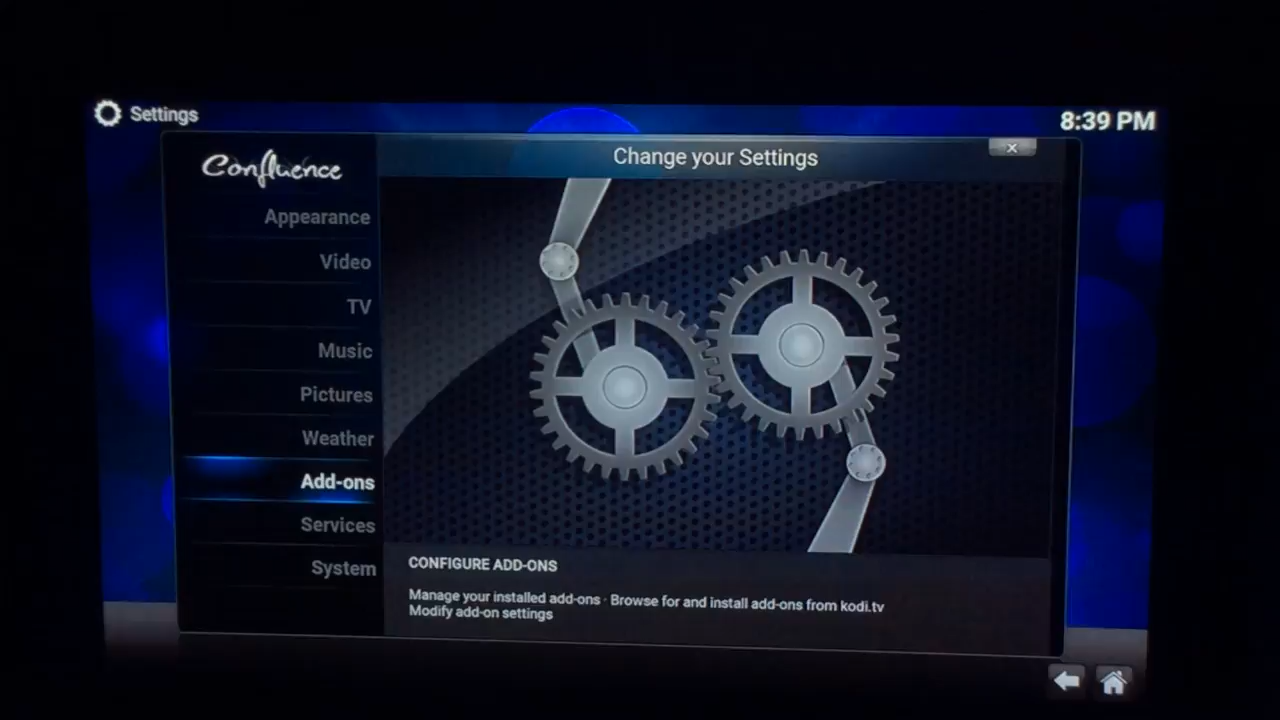 Settings
8:39 PM
Confluence
Change your Settings
Appearance
Video
TV
Music
Pictures
Weather
Add-ons
Services
System
CONFIGURE ADD-ONS
Manage your installed add-ons · Browse for and install add-ons from kodi.tv
Modify add-on settings